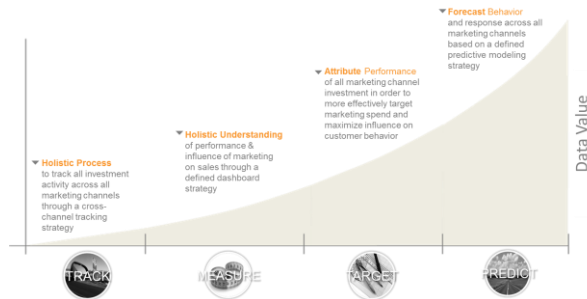 Forecast Behavior
and response across all
marketing channels
based on a defined
predictive modeling
strategy
Attribute Performance
of all marketing channel
investment in order to
more effectively target
marketing spend and
maximize influence on
customer behavior
Holistic Understanding
of performance &
influence of marketing
on sales through a
defined dashboard
strategy
Holistic Process
to track all investment
activity across all
marketing channels
through a cross-
channel tracking
strategy
Data Value
TRACK
MEASURE
TARGET
PREDICT